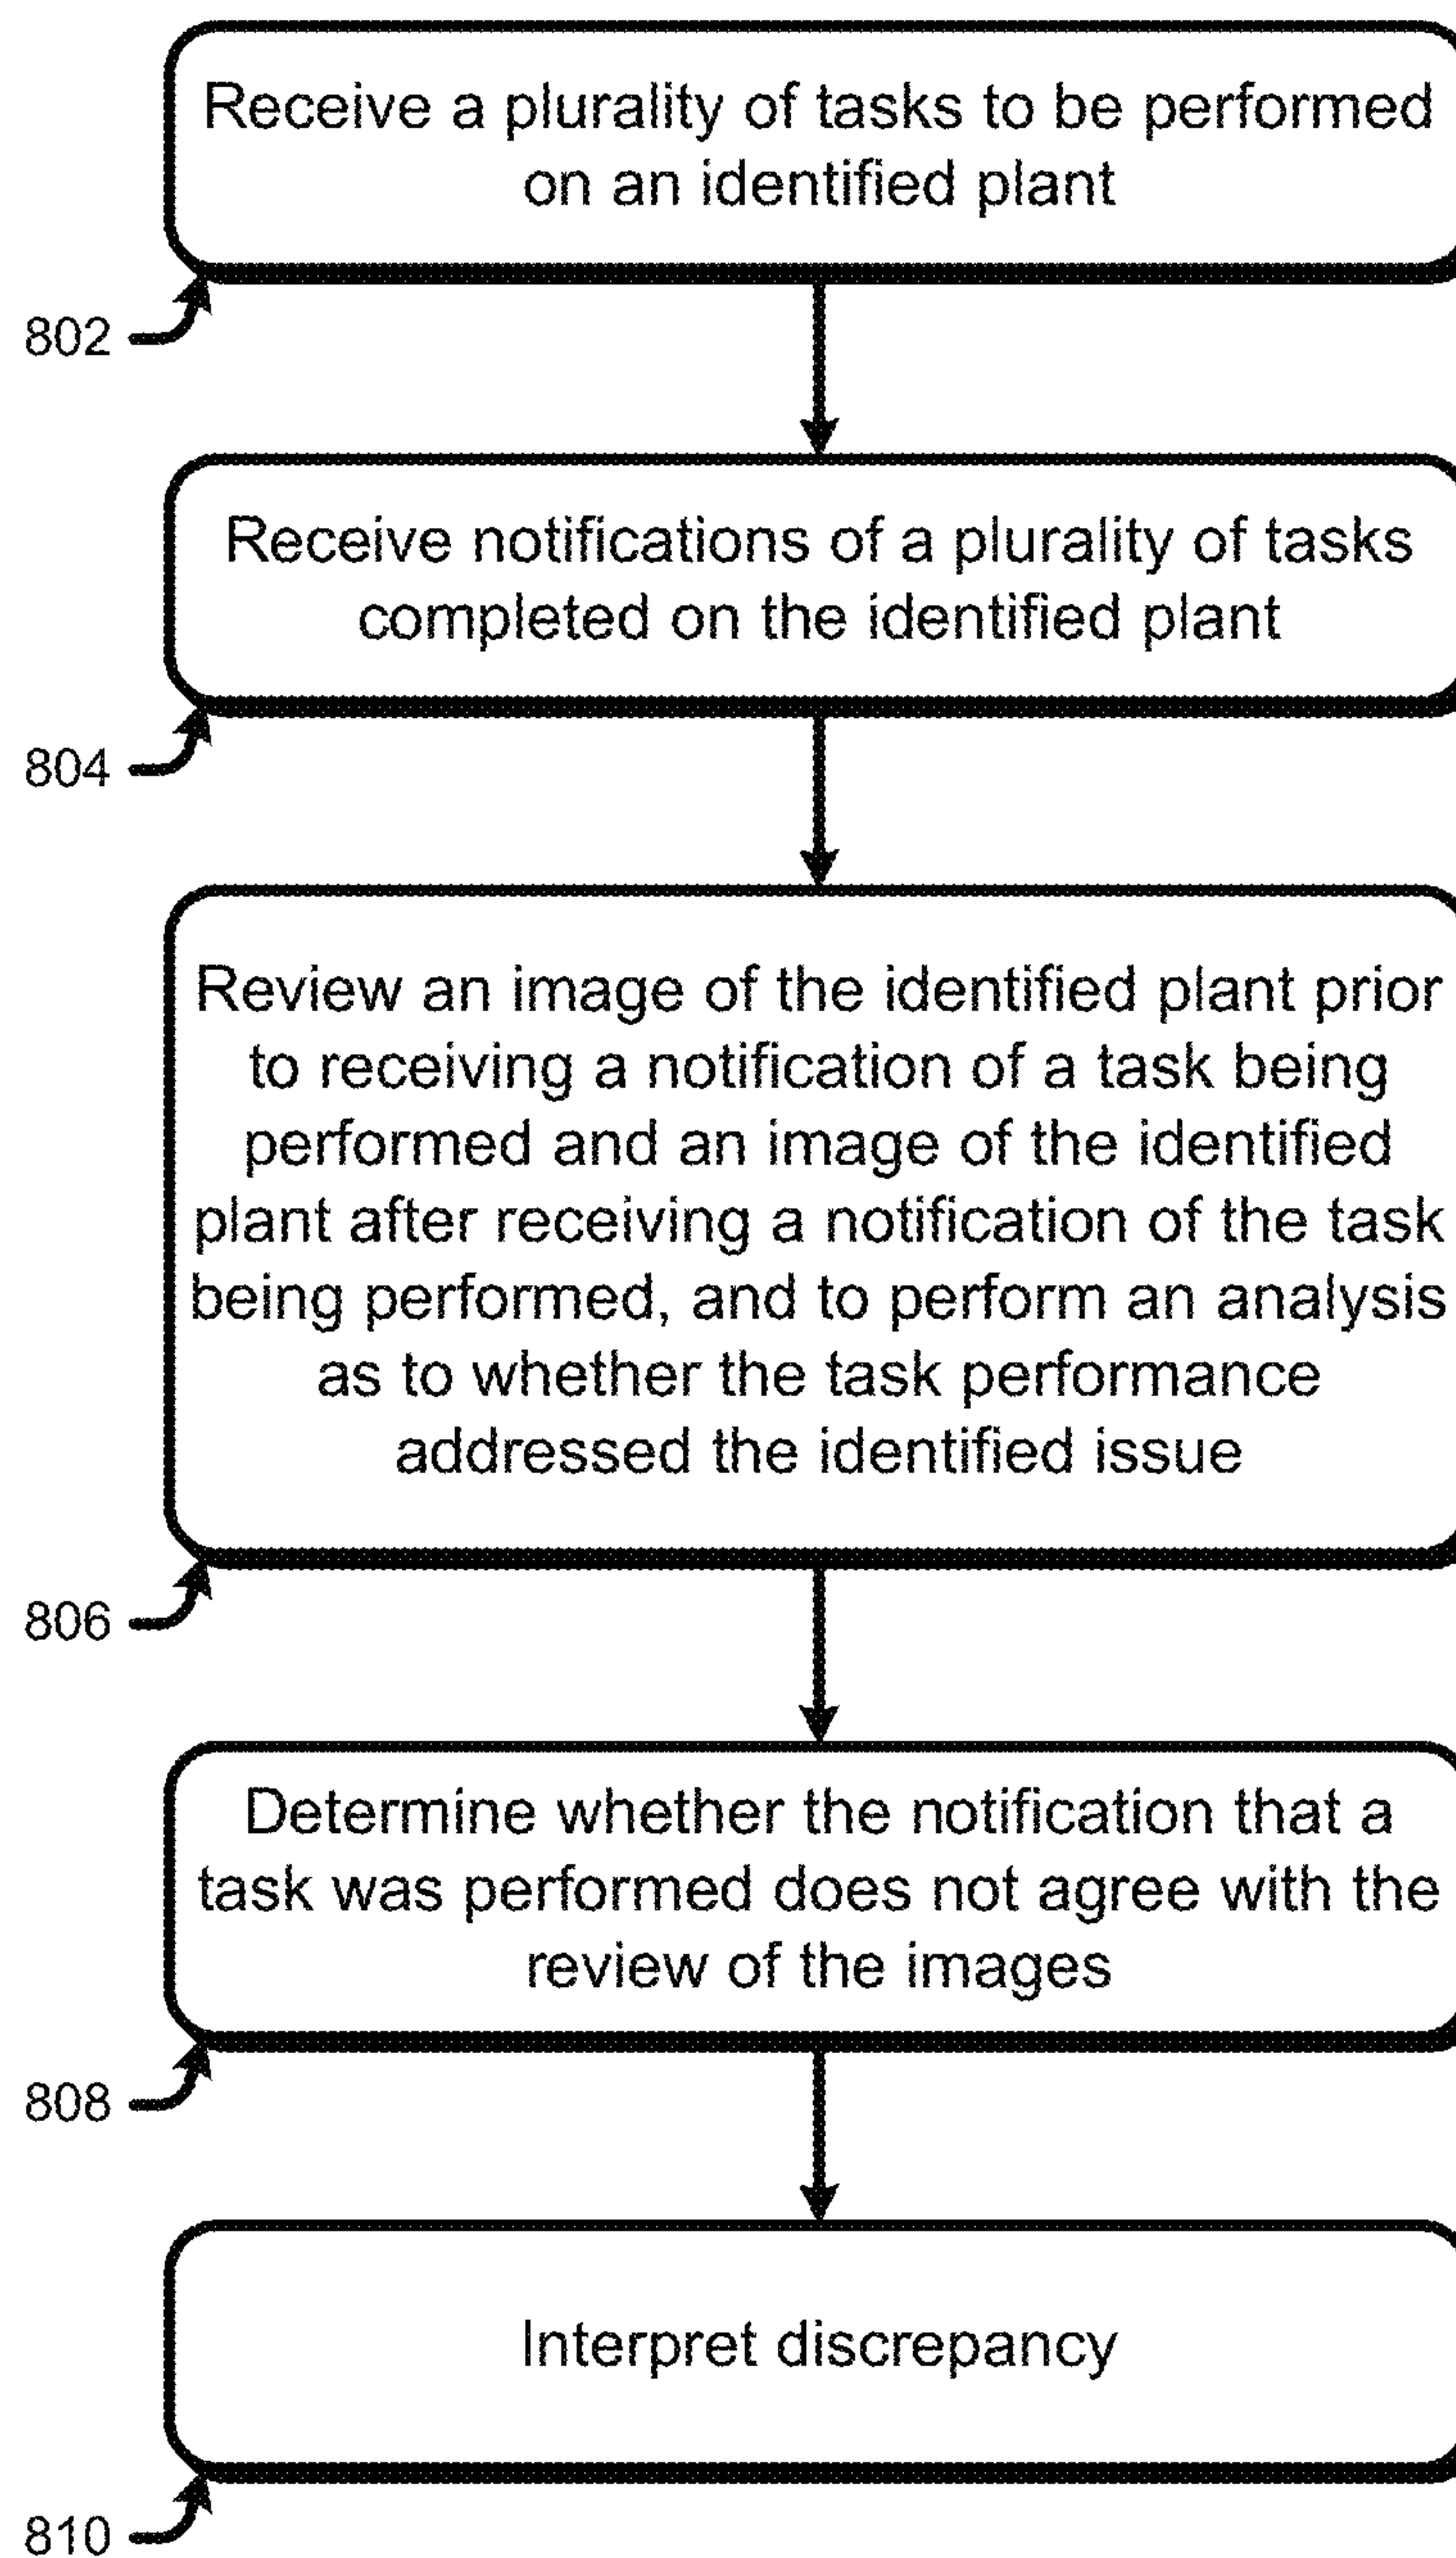 Receive a plurality of tasks to be performed
on an identified plant
802
Receive notifications of a plurality of tasks
completed on the identified plant
804
Review an image of the identified plant prior
to receiving a notification of a task being
performed and an image of the identified
plant after receiving a notification of the task
being performed, and to perform an analysis
as to whether the task performance
addressed the identified issue
806
Determine whether the notification that a
task was performed does not agree with the
review of the images
808
Interpret discrepancy
810